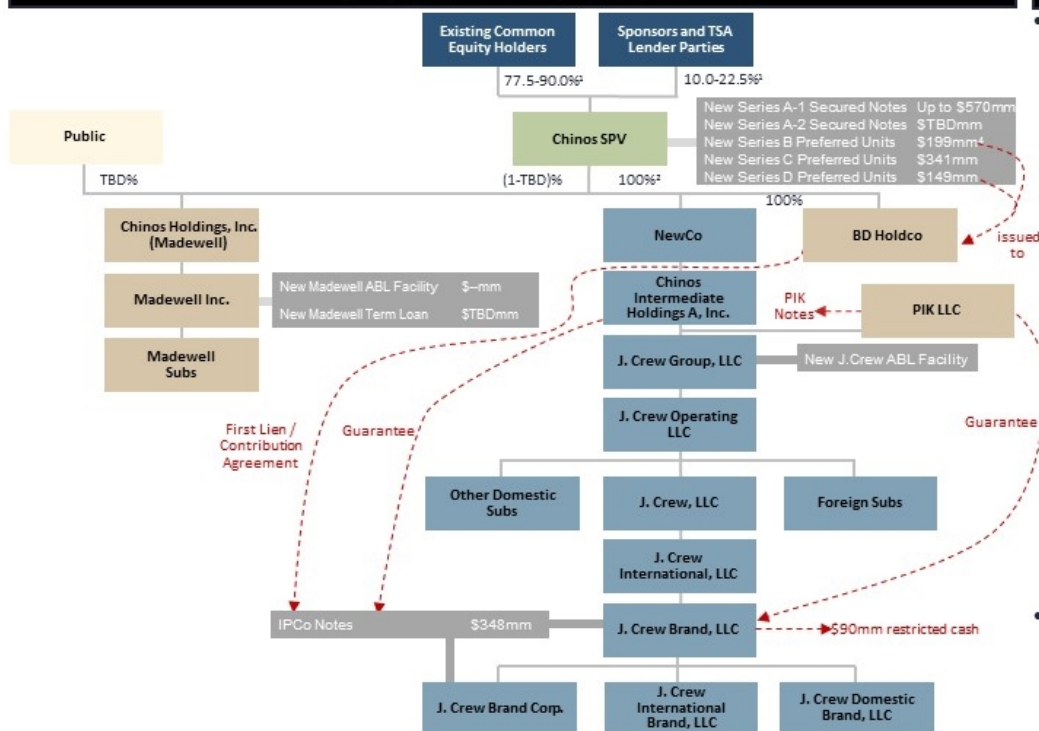 Existing Common
Equity Holders
Sponsors and TSA
Lender Parties
77.5-90.0%¹
10.0-22.5%¹
Public
Chinos SPV
New Series A-1 Secured Notes Up to $570mm
New Series A-2 Secured Notes $TBDmm
New Series B Preferred Units $199mm⁴
New Series C Preferred Units $341mm
New Series D Preferred Units $149mm
TBD%
(1-TBD)%
100%²
100%
Chinos Holdings, Inc.
(Madewell)
NewCo
BD Holdco
issued
to
Madewell Inc.
New Madewell ABL Facility $--mm
New Madewell Term Loan $TBDmm
Chinos
Intermediate
Holdings A, Inc.
PIK
Notes
PIK LLC
Madewell
Subs
J. Crew Group, LLC
New J.Crew ABL Facility
J. Crew Operating
LLC
First Lien /
Contribution
Agreement
Guarantee
Guarantee
Other Domestic
Subs
J. Crew, LLC
Foreign Subs
J. Crew
International, LLC
IPCo Notes $348mm
J. Crew Brand, LLC
$90mm restricted cash
J. Crew Brand Corp.
J. Crew
International
Brand, LLC
J. Crew Domestic
Brand, LLC